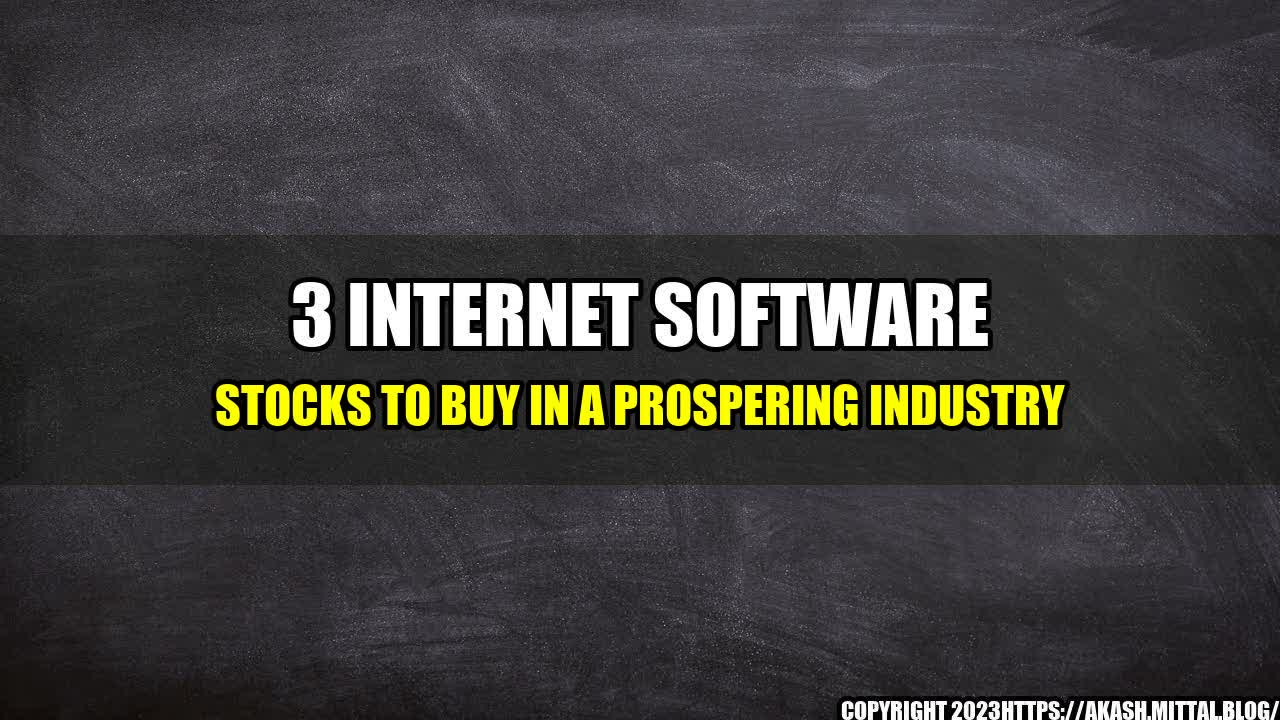 3 INTERNET SOFTWARE
STOCKS TO BUY IN A PROSPERING INDUSTRY
COPYRIGHT 2023HTTPS://AKASH.MITTAL.BLOG/